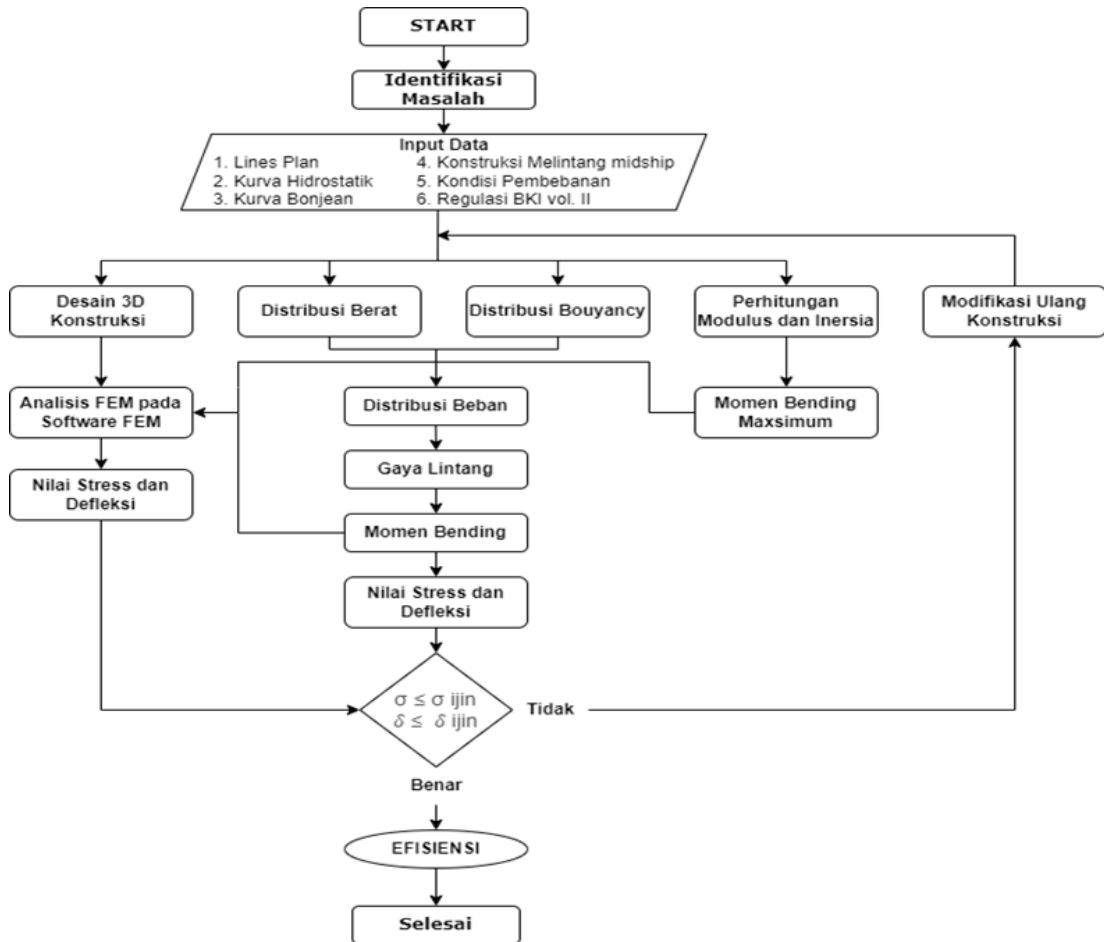 START
Identifikasi
Masalah
Input Data
1. Lines Plan
2. Kurva Hidrostatik
3. Kurva Bonjean
4. Konstruksi Melintang midship
5. Kondisi Pembebanan
6. Regulasi BKI vol. II
Desain 3D
Konstruksi
Distribusi Berat
Distribusi Bouyancy
Perhitungan
Modulus dan Inersia
Modifikasi Ulang
Konstruksi
Analisis FEM pada
Software FEM
Distribusi Beban
Momen Bending
Maxsimum
Nilai Stress dan
Defleksi
Gaya Lintang
Momen Bending
Nilai Stress dan
Defleksi
σ ≤ σ ijin
δ ≤ δ ijin
Tidak
Benar
EFISIENSI
Selesai